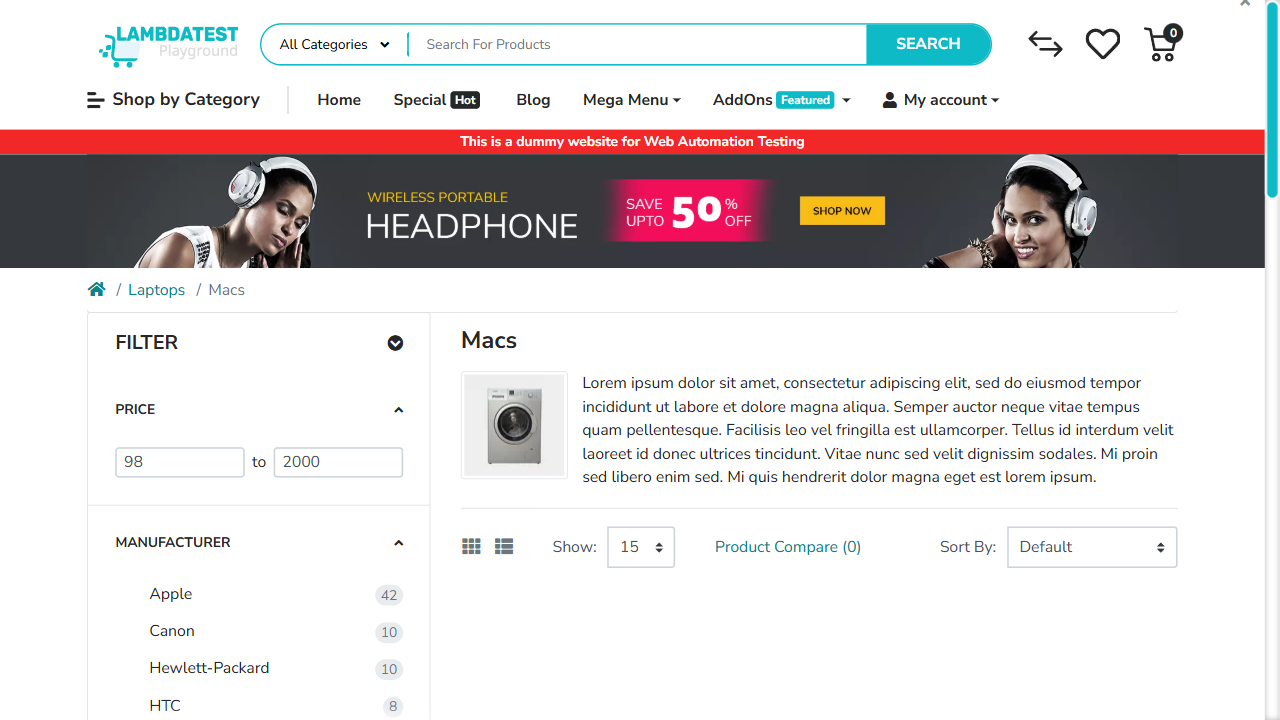 LAMBDATEST
Playground
All Categories
Search For Products
SEARCH
0
Shop by Category
Home
Special Hot
Blog
Mega Menu
AddOns Featured
My account
This is a dummy website for Web Automation Testing
WIRELESS PORTABLE
HEADPHONE
SAVE UPTO 50% OFF
SHOP NOW
/ Laptops / Macs
FILTER
PRICE
98 to 2000
MANUFACTURER
Apple 42
Canon 10
Hewlett-Packard 10
HTC 8
Macs
Lorem ipsum dolor sit amet, consectetur adipiscing elit, sed do eiusmod tempor
incididunt ut labore et dolore magna aliqua. Semper auctor neque vitae tempus
quam pellentesque. Facilisis leo vel fringilla est ullamcorper. Tellus id interdum velit
laoreet id donec ultrices tincidunt. Vitae nunc sed velit dignissim sodales. Mi proin
sed libero enim sed. Mi quis hendrerit dolor magna eget est lorem ipsum.
Show: 15
Product Compare (0)
Sort By: Default